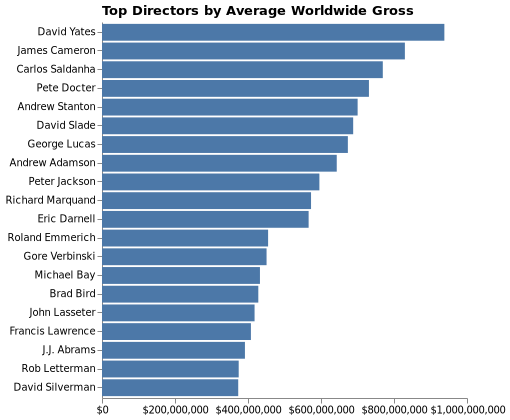 Top Directors by Average Worldwide Gross
David Yates
James Cameron
Carlos Saldanha
Pete Docter
Andrew Stanton
David Slade
George Lucas
Andrew Adamson
Peter Jackson
Richard Marquand
Eric Darnell
Roland Emmerich
Gore Verbinski
Michael Bay
Brad Bird
John Lasseter
Francis Lawrence
J.J. Abrams
Rob Letterman
David Silverman
$0 $200,000,000 $400,000,000 $600,000,000 $800,000,000 $1,000,000,000